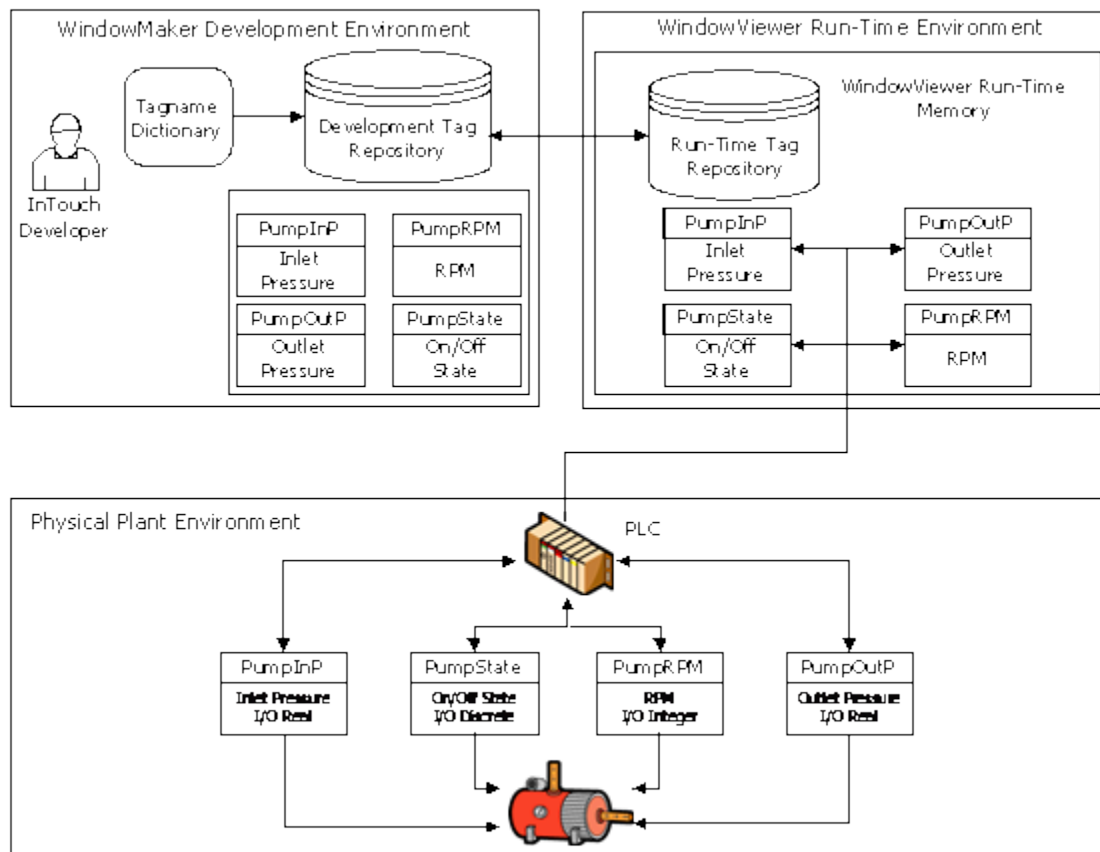 WindowMaker Development Environment
Tagname
Dictionary
Development Tag
Repository
InTouch
Developer
PumpInP
Inlet
Pressure
PumpRPM
RPM
PumpOutP
Outlet
Pressure
PumpState
On/Off
State
WindowViewer Run-Time Environment
WindowViewer Run-Time
Memory
Run-Time Tag
Repository
PumpInP
Inlet
Pressure
PumpOutP
Outlet
Pressure
PumpState
On/Off
State
PumpRPM
RPM
Physical Plant Environment
PLC
PumpInP
Inlet Pressure
I/O Real
PumpState
On/Off State
I/O Discrete
PumpRPM
RPM
I/O Integer
PumpOutP
Outlet Pressure
I/O Real